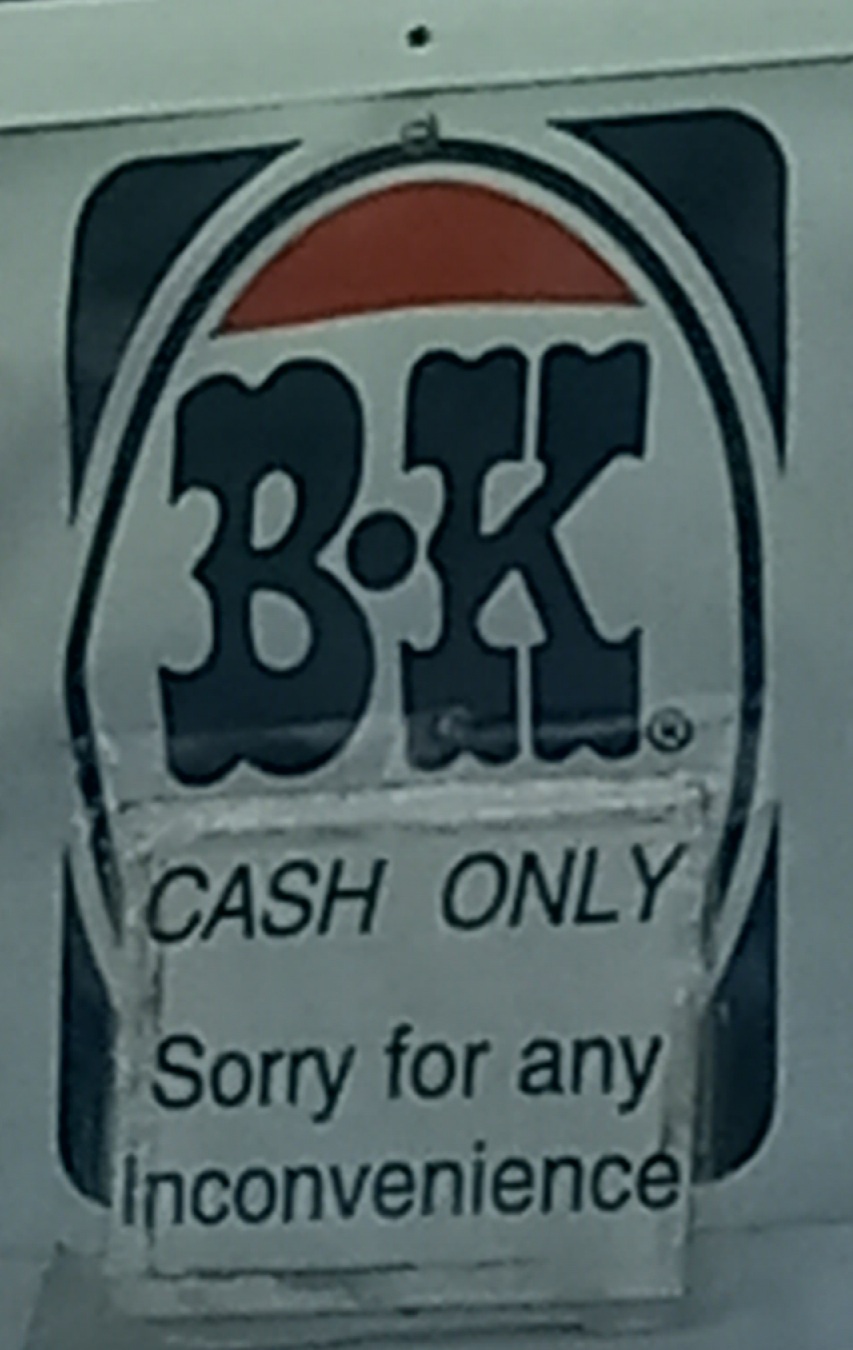 B•K®
CASH ONLY
Sorry for any
Inconvenience